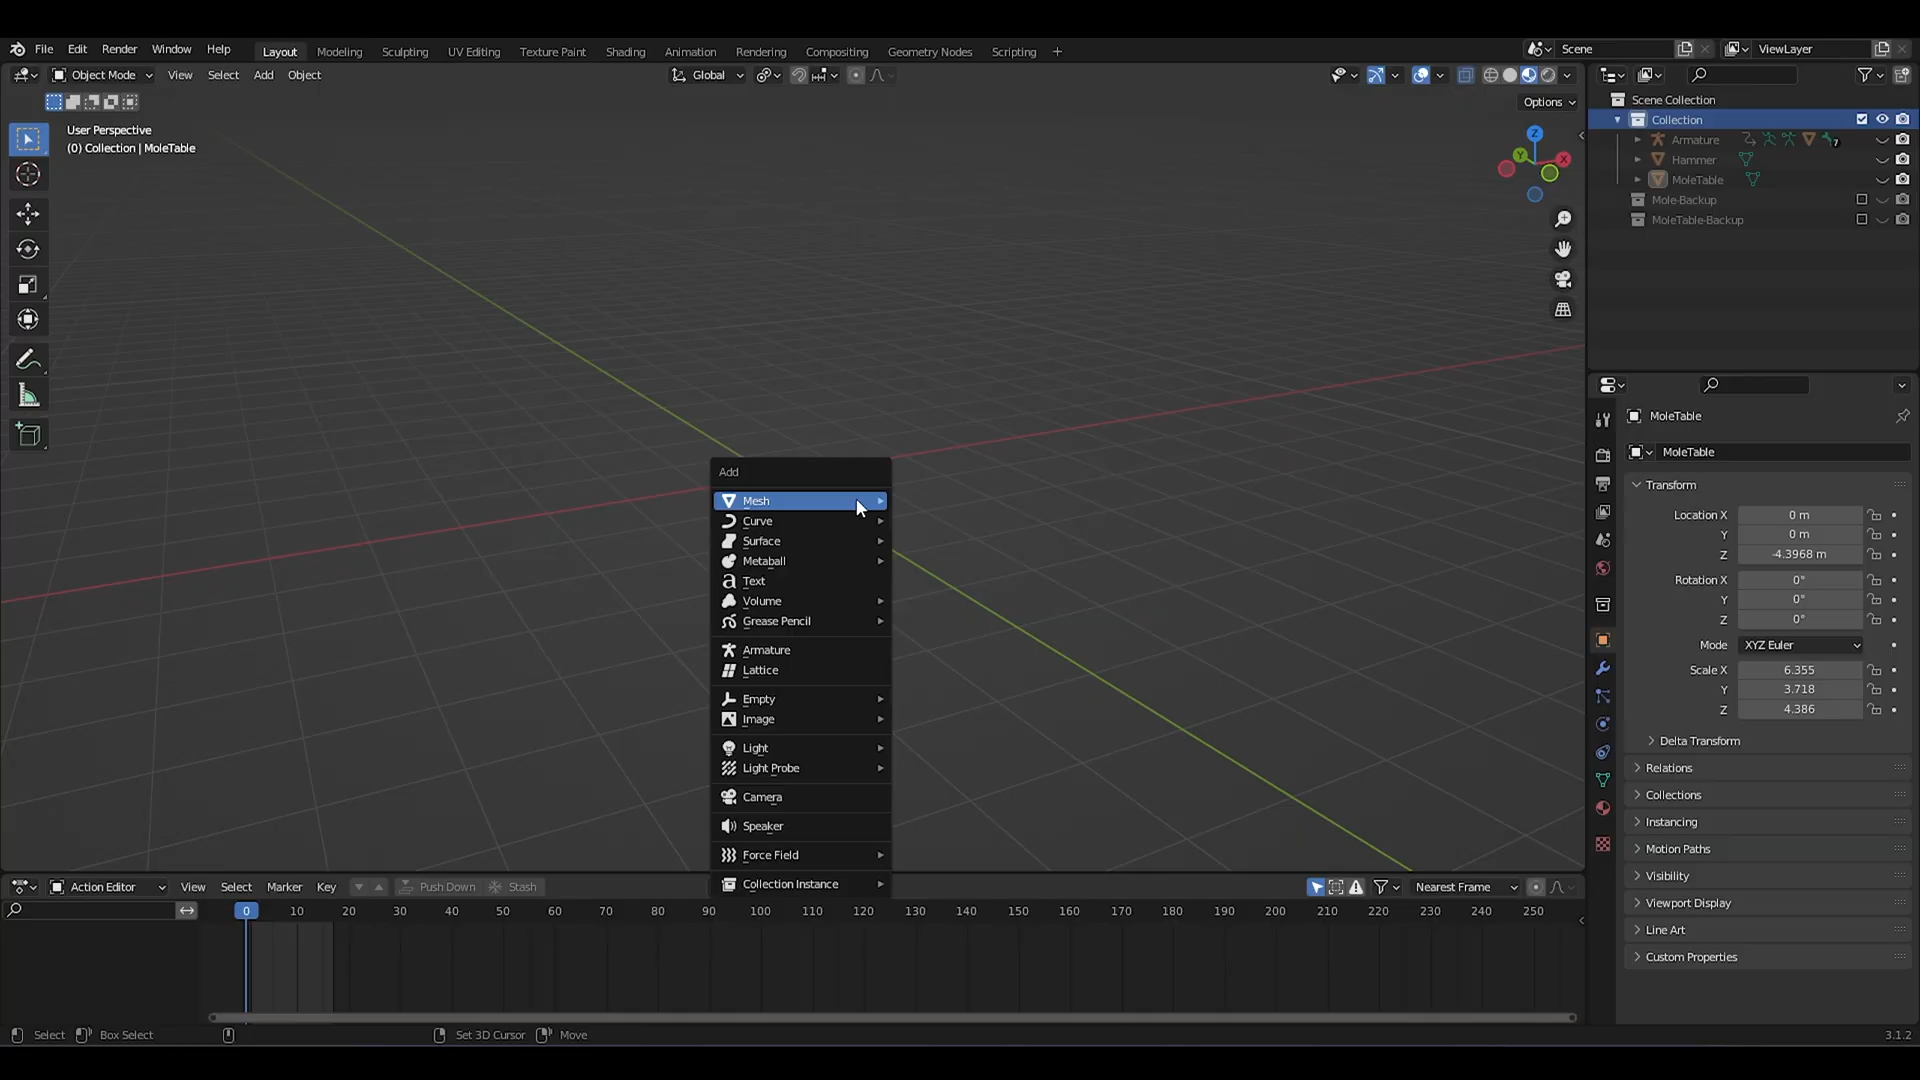 File Edit Render Window Help Layout Modeling Sculpting UV Editing Texture Paint Shading Animation Rendering Compositing Geometry Nodes Scripting + Scene ViewLayer
Object Mode View Select Add Object Global
Options
User Perspective
(0) Collection | MoleTable
Z
Y
X
Scene Collection
Collection
Armature 7
Hammer
MoleTable
Mole-Backup
MoleTable-Backup
Add
Mesh
Curve
Surface
Metaball
Text
Volume
Grease Pencil
Armature
Lattice
Empty
Image
Light
Light Probe
Camera
Speaker
Force Field
Collection Instance
MoleTable
MoleTable
Transform
Location X 0 m
Y 0 m
Z -4.3968 m
Rotation X 0°
Y 0°
Z 0°
Mode XYZ Euler
Scale X 6.355
Y 3.718
Z 4.386
Delta Transform
Relations
Collections
Instancing
Motion Paths
Visibility
Viewport Display
Line Art
Custom Properties
Action Editor View Select Marker Key Push Down Stash Nearest Frame
0 10 20 30 40 50 60 70 80 90 100 110 120 130 140 150 160 170 180 190 200 210 220 230 240 250
Select Box Select Set 3D Cursor Move 3.1.2